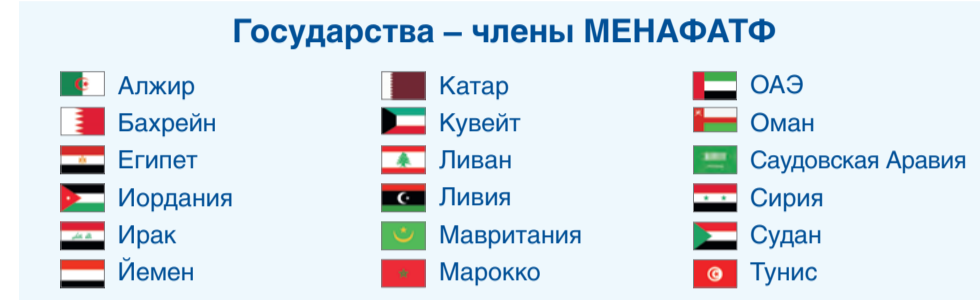 Государства – члены МЕНАФАТФ
Алжир
Бахрейн
Египет
Иордания
Ирак
Йемен
Катар
Кувейт
Ливан
Ливия
Мавритания
Марокко
ОАЭ
Оман
Саудовская Аравия
Сирия
Судан
Тунис